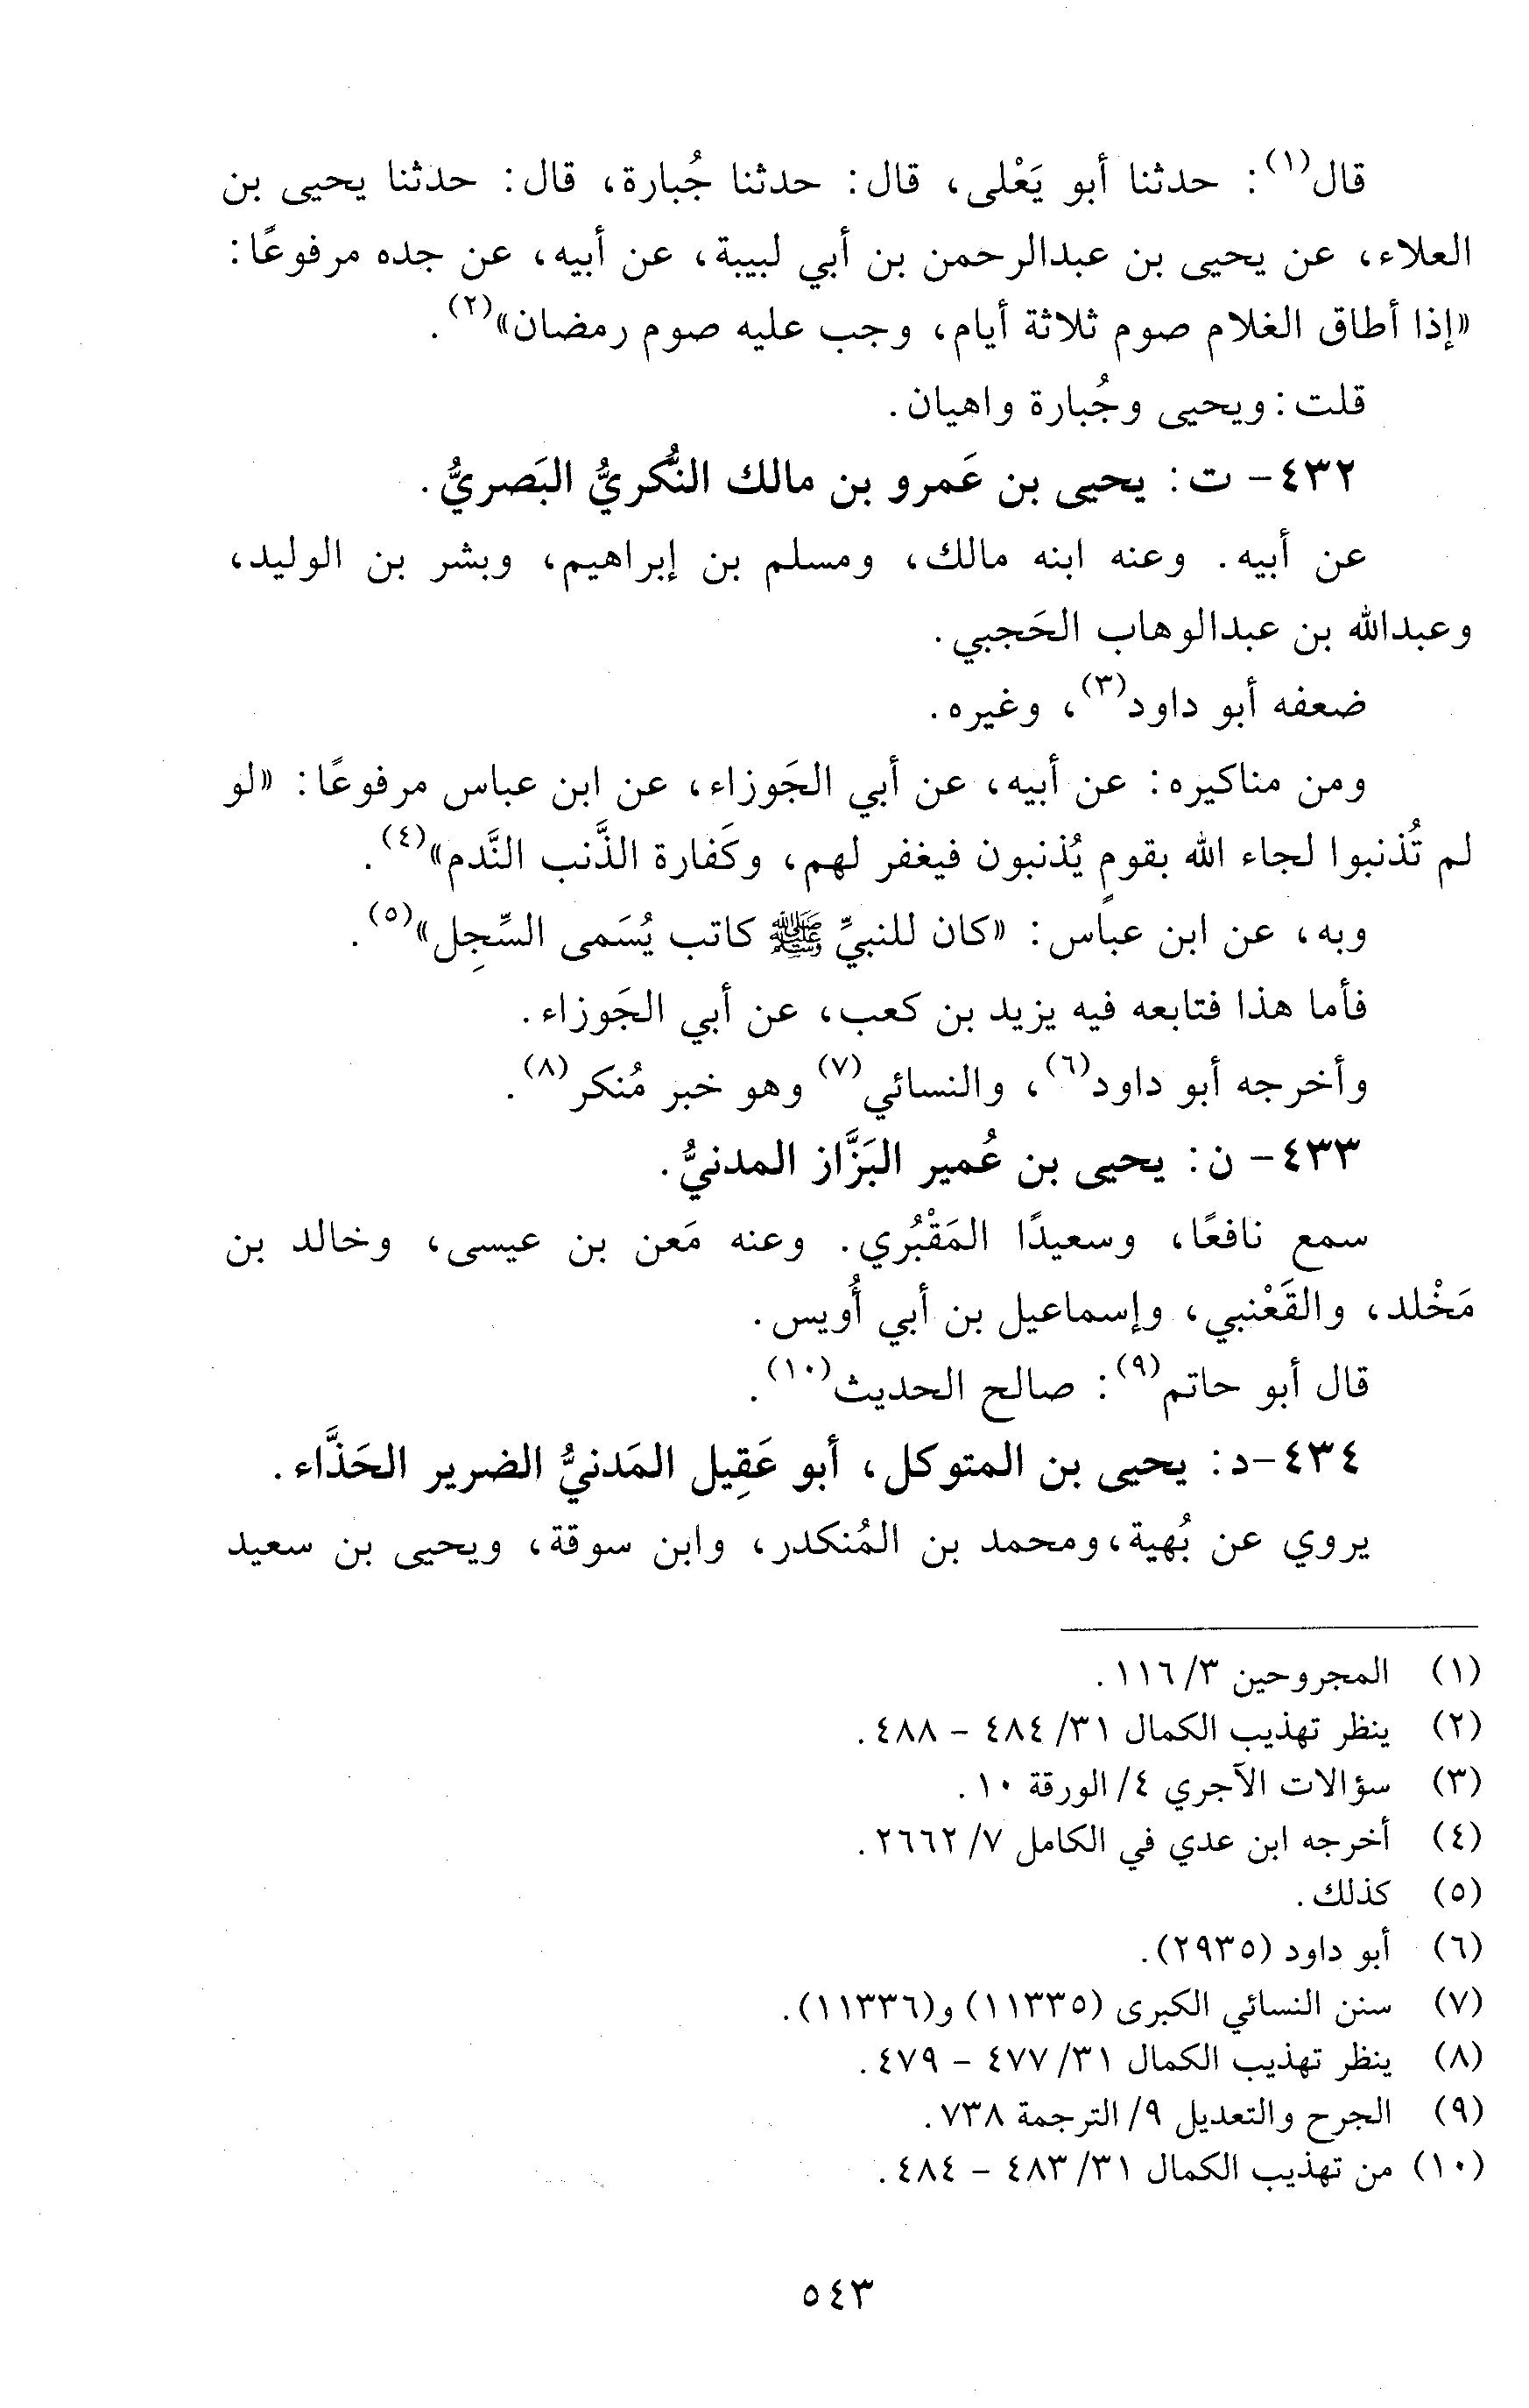 قال(١): حدثنا أبو يَعْلى، قال: حدثنا جُبارة، قال: حدثنا يحيى بن
العلاء، عن يحيى بن عبدالرحمن بن أبي لبيبة، عن أبيه، عن جده مرفوعًا:
«إذا أطاق الغلام صوم ثلاثة أيام، وجب عليه صوم رمضان»(٢).
قلت: ويحيى وجُبارة واهيان.
٤٣٢- ت: يحيى بن عَمرو بن مالك النُّكريُّ البَصريُّ.
عن أبيه. وعنه ابنه مالك، ومسلم بن إبراهيم، وبشر بن الوليد،
وعبدالله بن عبدالوهاب الحَجبي.
ضعفه أبو داود(٣)، وغيره.
ومن مناكيره: عن أبيه، عن أبي الجَوزاء، عن ابن عباس مرفوعًا: «لو
لم تُذنبوا لجاء الله بقومٍ يُذنبون فيغفر لهم، وكَفارة الذَّنب النَّدم»(٤).
وبه، عن ابن عباس: «كان للنبيِّ ﷺ كاتب يُسَمى السِّجِل»(٥).
فأما هذا فتابعه فيه يزيد بن كعب، عن أبي الجَوزاء.
وأخرجه أبو داود(٦)، والنسائي(٧) وهو خبر مُنكر(٨).
٤٣٣- ن: يحيى بن عُمير البَزَّاز المدنيُّ.
سمع نافعًا، وسعيدًا المَقْبُري. وعنه مَعن بن عيسى، وخالد بن
مَخْلد، والقَعْنبي، وإسماعيل بن أبي أُويس.
قال أبو حاتم(٩): صالح الحديث(١٠).
٤٣٤-د: يحيى بن المتوكل، أبو عَقِيل المَدنيُّ الضرير الحَذَّاء.
يروي عن بُهية، ومحمد بن المُنكدر، وابن سوقة، ويحيى بن سعيد
(١) المجروحين ٣/ ١١٦.
(٢) ينظر تهذيب الكمال ٣١/ ٤٨٤ - ٤٨٨.
(٣) سؤالات الآجري ٤/ الورقة ١٠.
(٤) أخرجه ابن عدي في الكامل ٧/ ٢٦٦٢.
(٥) كذلك.
(٦) أبو داود (٢٩٣٥).
(٧) سنن النسائي الكبرى (١١٣٣٥) و(١١٣٣٦).
(٨) ينظر تهذيب الكمال ٣١/ ٤٧٧ - ٤٧٩.
(٩) الجرح والتعديل ٩/ الترجمة ٧٣٨.
(١٠) من تهذيب الكمال ٣١/ ٤٨٣ - ٤٨٤.
٥٤٣